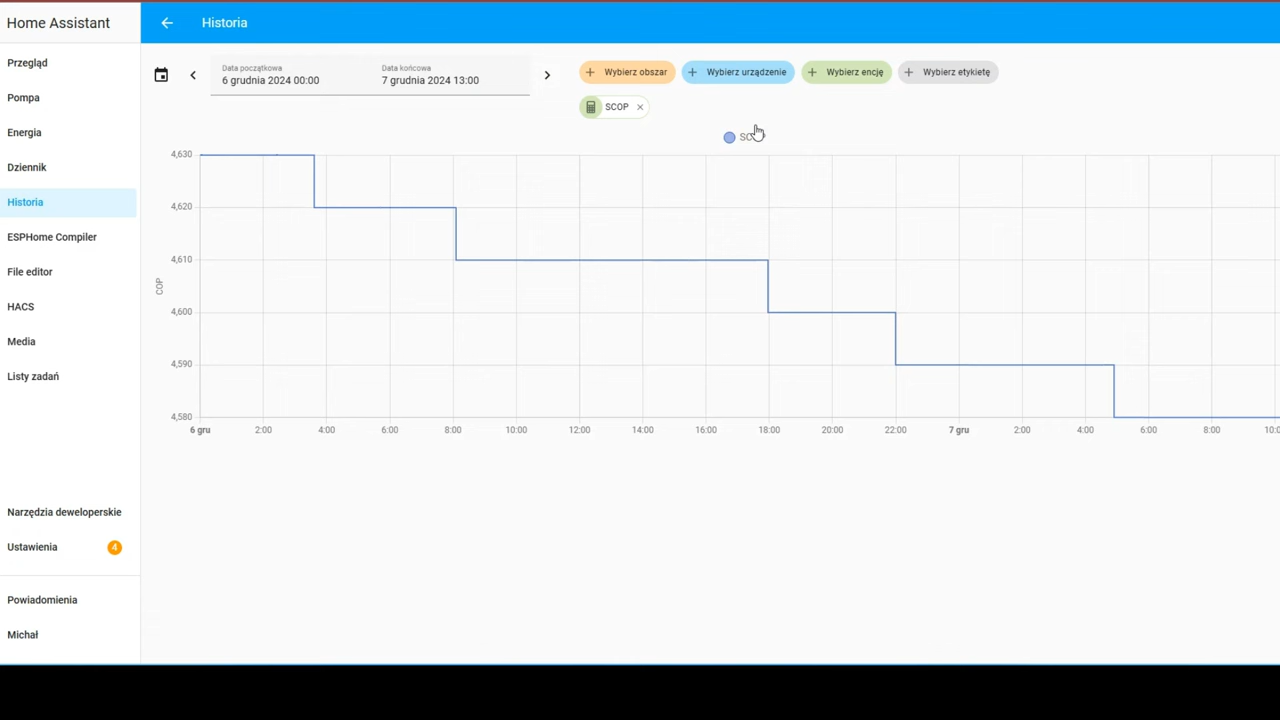 Home Assistant
Historia
Przegląd
Pompa
Energia
Dziennik
Historia
ESPHome Compiler
File editor
HACS
Media
Listy zadań
Narzędzia deweloperskie
Ustawienia 4
Powiadomienia
Michał
Data początkowa Data końcowa
6 grudnia 2024 00:00 7 grudnia 2024 13:00
Wybierz obszar Wybierz urządzenie Wybierz encję Wybierz etykietę
SCOP
4,630
4,620
4,610
4,600
4,590
4,580
COP
6 gru 2:00 4:00 6:00 8:00 10:00 12:00 14:00 16:00 18:00 20:00 22:00 7 gru 2:00 4:00 6:00 8:00